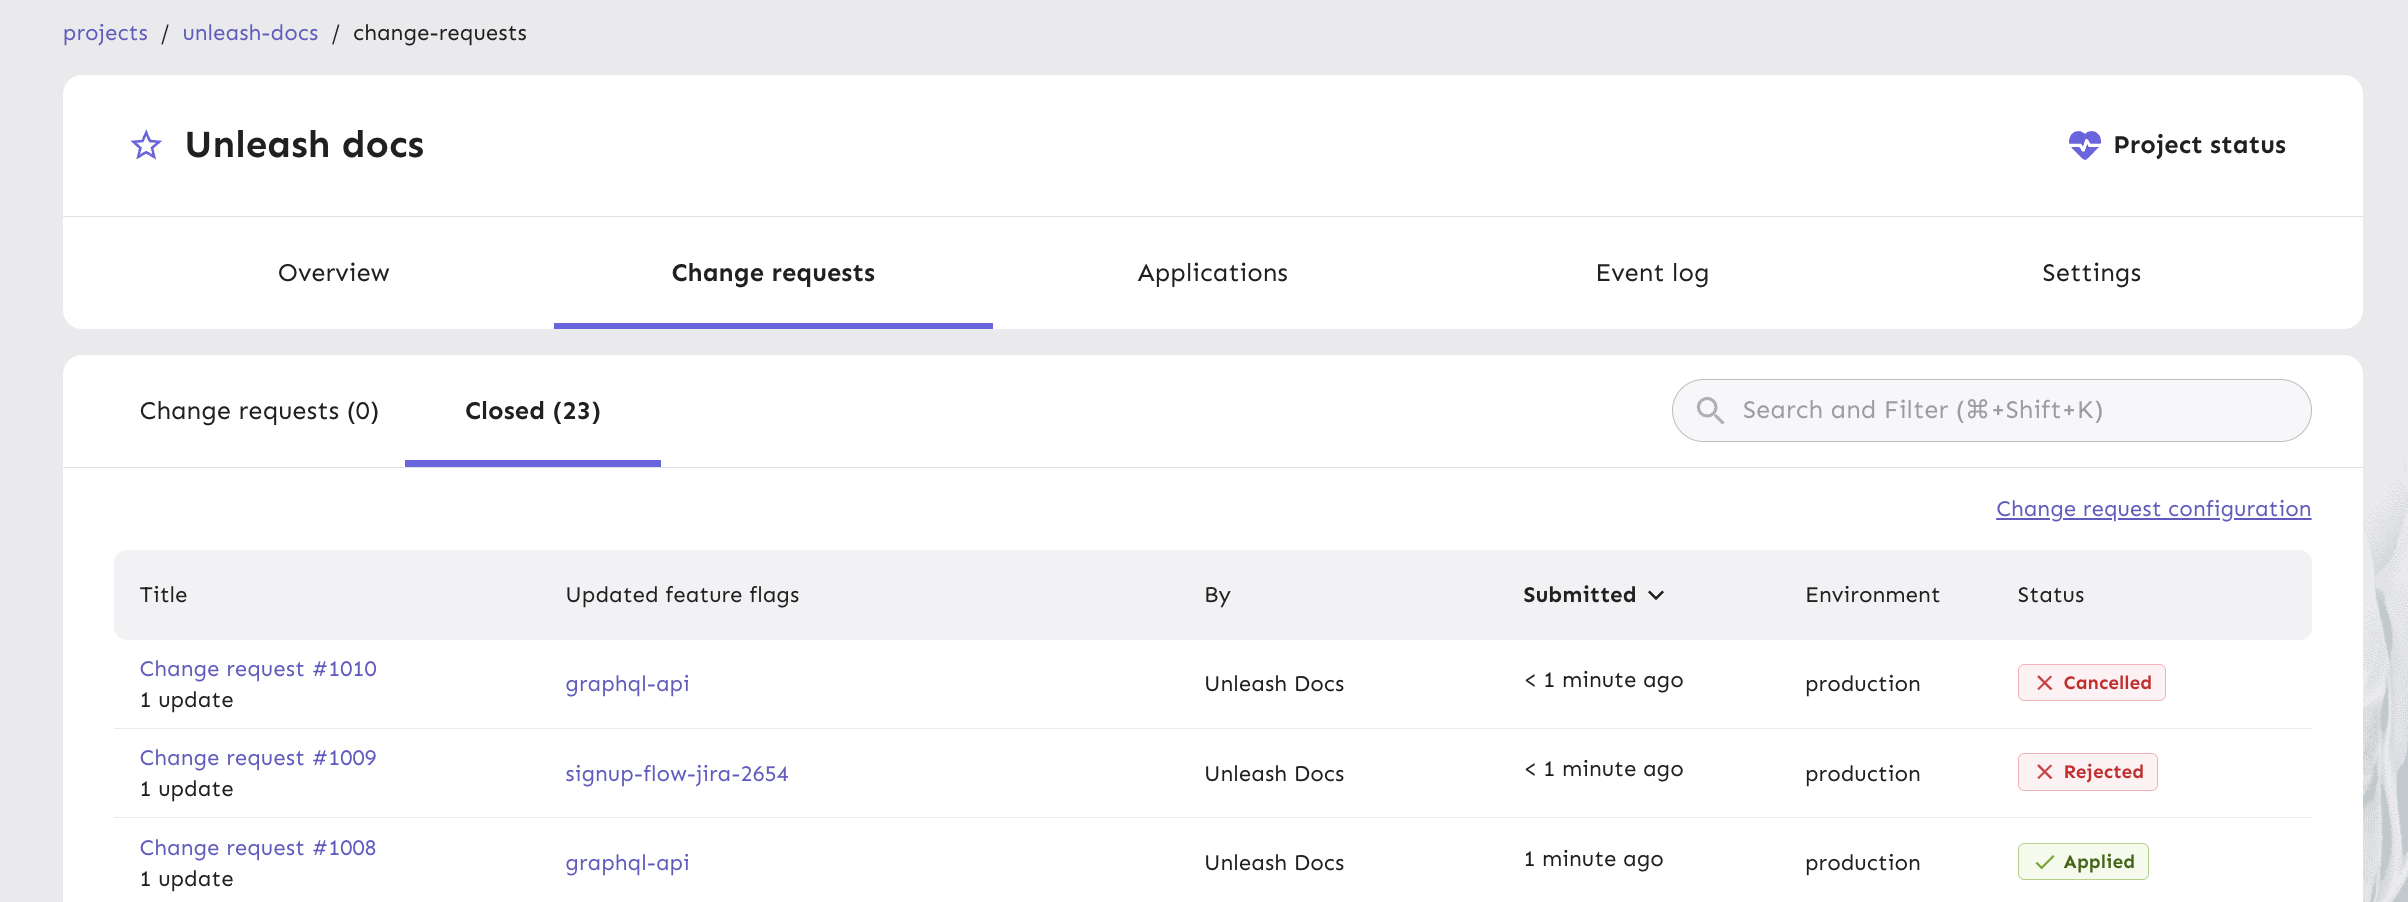 projects / unleash-docs / change-requests
Unleash docs
Project status
Overview Change requests Applications Event log Settings
Change requests (0) Closed (23) Search and Filter (⌘+Shift+K)
Change request configuration
Title Updated feature flags By Submitted Environment Status
Change request #1010
1 update
graphql-api Unleash Docs < 1 minute ago production Cancelled
Change request #1009
1 update
signup-flow-jira-2654 Unleash Docs < 1 minute ago production Rejected
Change request #1008
1 update
graphql-api Unleash Docs 1 minute ago production Applied